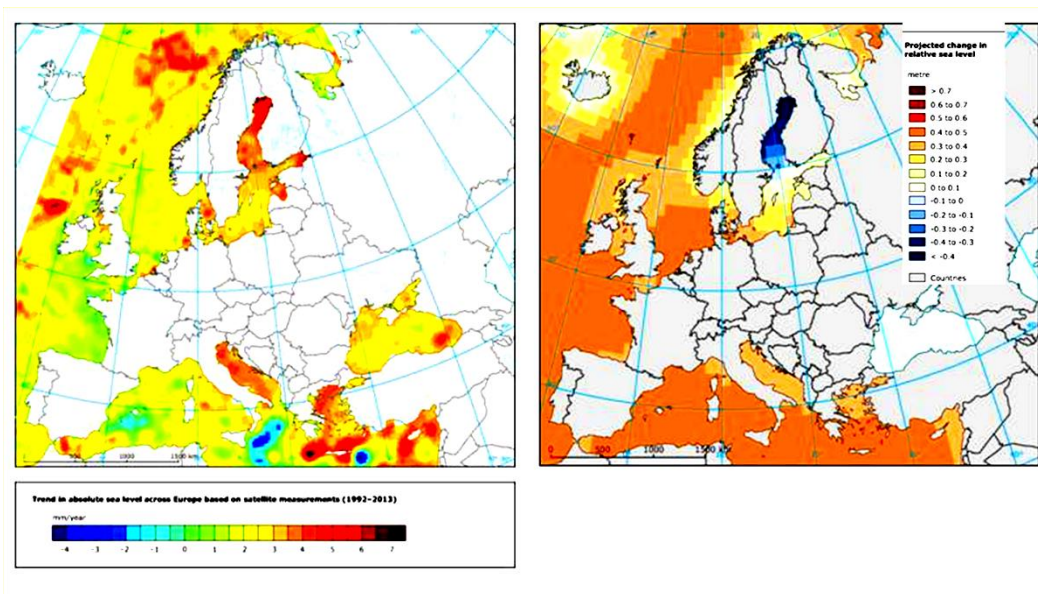 Projected change in
relative sea level
metre
> 0.7
0.6 to 0.7
0.5 to 0.6
0.4 to 0.5
0.3 to 0.4
0.2 to 0.3
0.1 to 0.2
0 to 0.1
-0.1 to 0
-0.2 to -0.1
-0.3 to -0.2
-0.4 to -0.3
< -0.4
Countries
500 1000 1500 km
0 500 1000 1500 km
Trend in absolute sea level across Europe based on satellite measurements (1992–2013)
mm/year
-4 -3 -2 -1 0 1 2 3 4 5 6 7